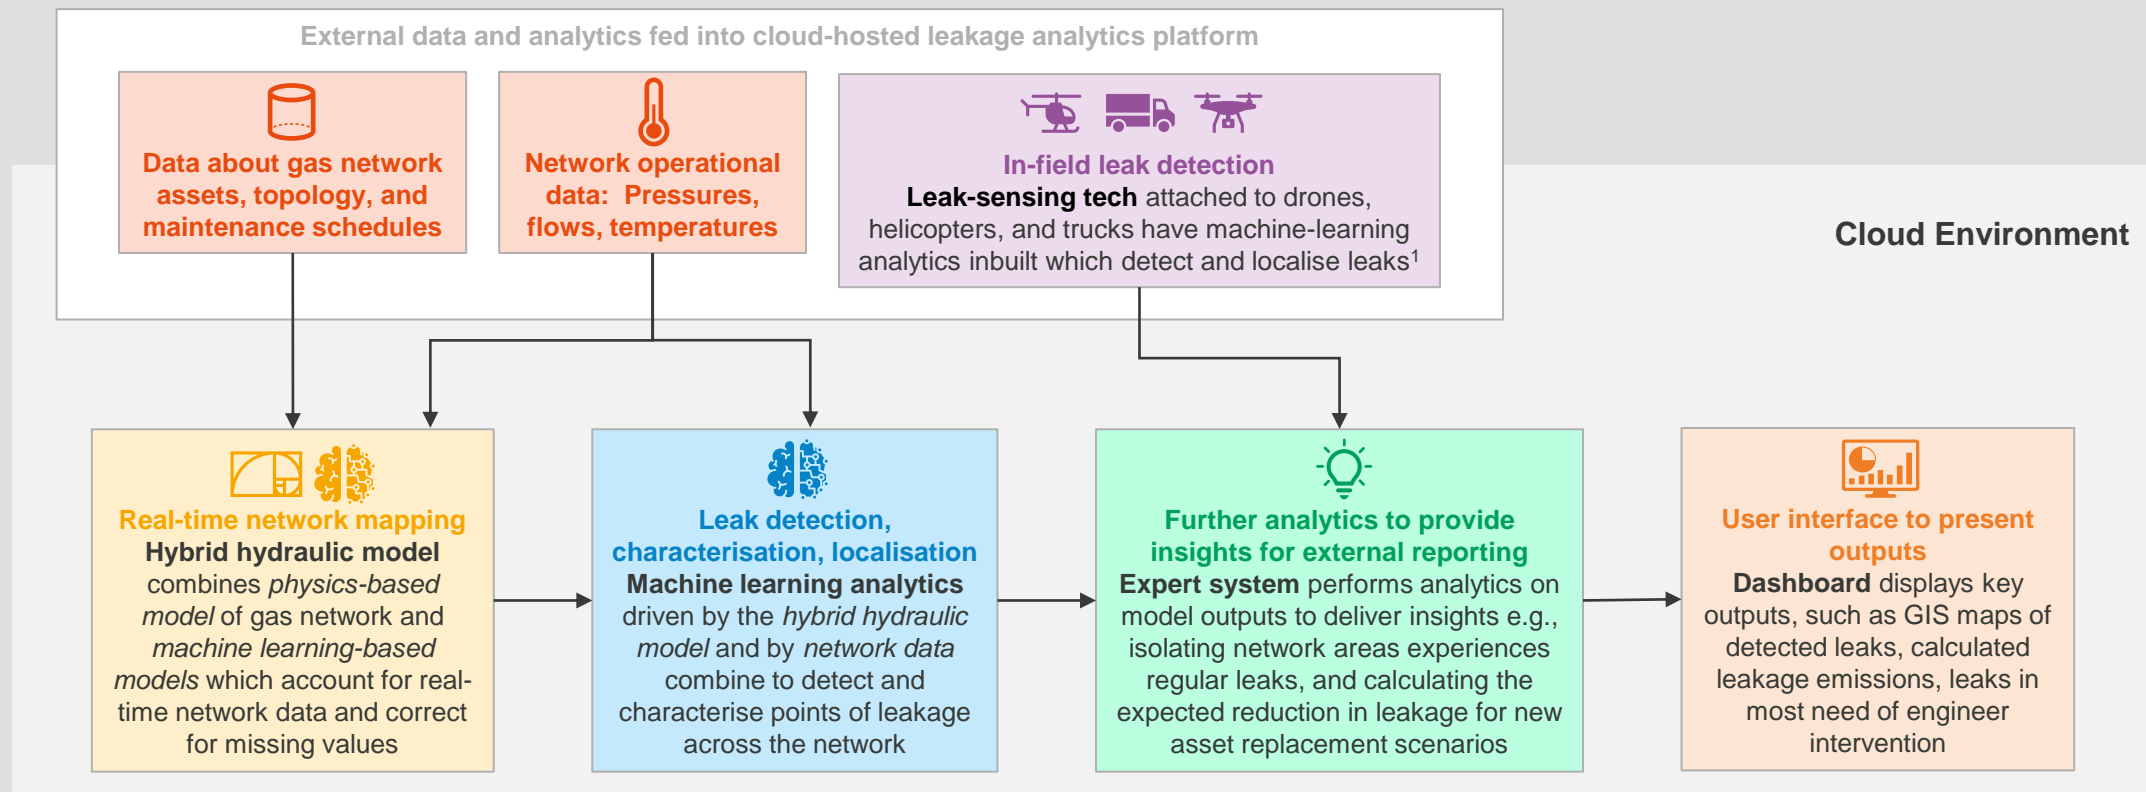 External data and analytics fed into cloud-hosted leakage analytics platform
Data about gas network
assets, topology, and
maintenance schedules
Network operational
data: Pressures,
flows, temperatures
In-field leak detection
Leak-sensing tech attached to drones,
helicopters, and trucks have machine-learning
analytics inbuilt which detect and localise leaks¹
Cloud Environment
Real-time network mapping
Hybrid hydraulic model
combines physics-based
model of gas network and
machine learning-based
models which account for real-
time network data and correct
for missing values
Leak detection,
characterisation, localisation
Machine learning analytics
driven by the hybrid hydraulic
model and by network data
combine to detect and
characterise points of leakage
across the network
Further analytics to provide
insights for external reporting
Expert system performs analytics on
model outputs to deliver insights e.g.,
isolating network areas experiences
regular leaks, and calculating the
expected reduction in leakage for new
asset replacement scenarios
User interface to present
outputs
Dashboard displays key
outputs, such as GIS maps of
detected leaks, calculated
leakage emissions, leaks in
most need of engineer
intervention